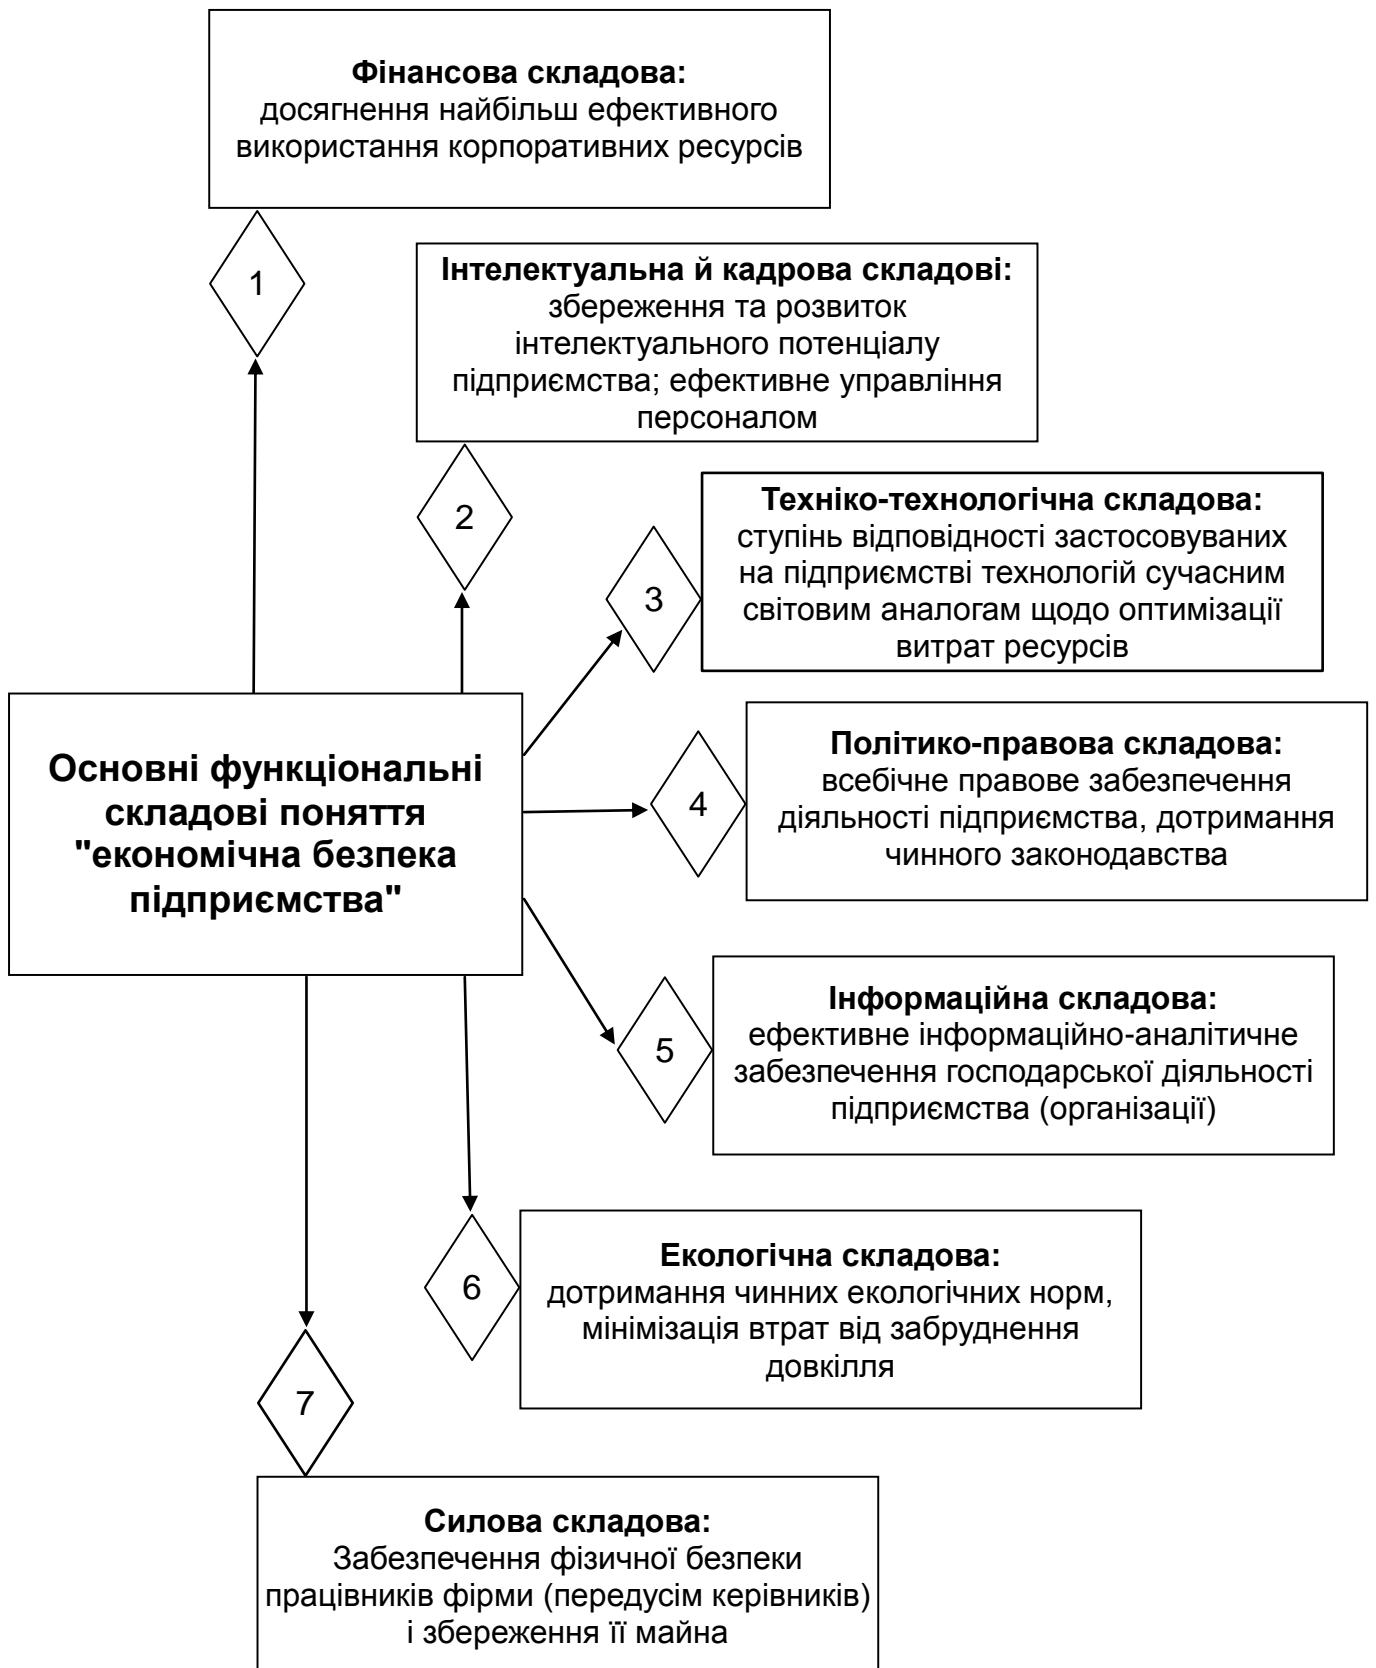 Фінансова складова:
досягнення найбільш ефективного
використання корпоративних ресурсів
1
Інтелектуальна й кадрова складові:
збереження та розвиток
інтелектуального потенціалу
підприємства; ефективне управління
персоналом
2
Техніко-технологічна складова:
ступінь відповідності застосовуваних
на підприємстві технологій сучасним
світовим аналогам щодо оптимізації
витрат ресурсів
3
Основні функціональні
складові поняття
"економічна безпека
підприємства"
Політико-правова складова:
всебічне правове забезпечення
діяльності підприємства, дотримання
чинного законодавства
4
Інформаційна складова:
ефективне інформаційно-аналітичне
забезпечення господарської діяльності
підприємства (організації)
5
Екологічна складова:
дотримання чинних екологічних норм,
мінімізація втрат від забруднення
довкілля
6
7
Силова складова:
Забезпечення фізичної безпеки
працівників фірми (передусім керівників)
і збереження її майна